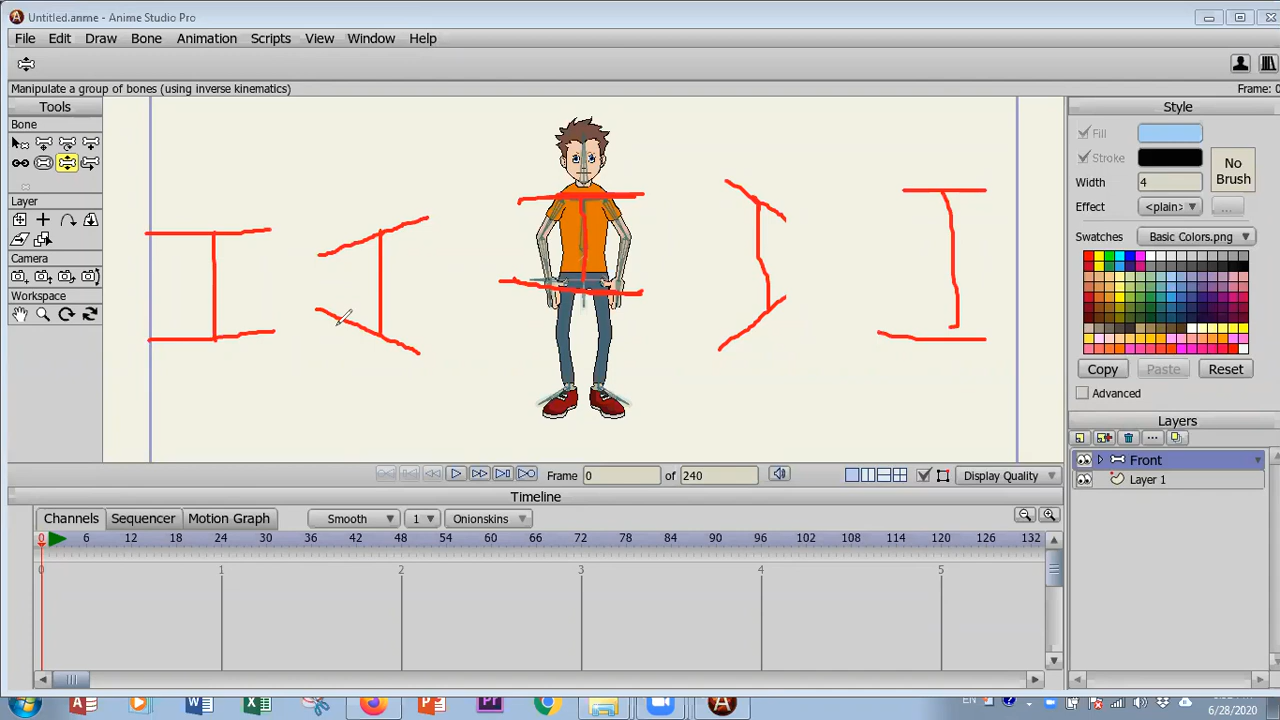 Untitled.anme - Anime Studio Pro
File Edit Draw Bone Animation Scripts View Window Help
Manipulate a group of bones (using inverse kinematics)
Frame: 0
Tools
Bone
Layer
Camera
Workspace
Style
Fill
Stroke
No Brush
Width 4
Effect <plain> ...
Swatches Basic Colors.png
Copy Paste Reset
Advanced
Layers
Front
Layer 1
Frame 0 of 240 Display Quality
Timeline
Channels Sequencer Motion Graph Smooth 1 Onionskins
0 6 12 18 24 30 36 42 48 54 60 66 72 78 84 90 96 102 108 114 120 126 132
0 1 2 3 4 5
EN
6/28/2020